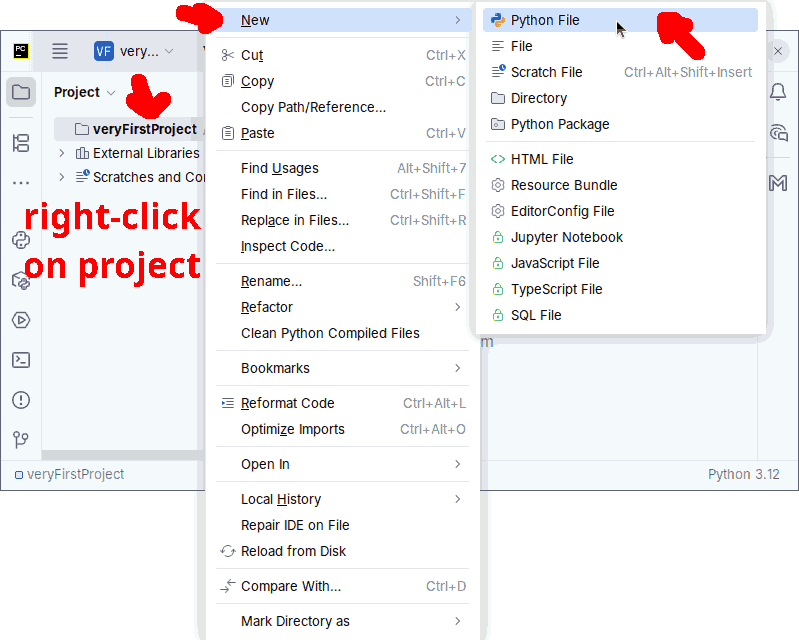 New
Python File
PC
VF very...
File
Cut Ctrl+X
Scratch File Ctrl+Alt+Shift+Insert
Copy Ctrl+C
Project
Directory
Copy Path/Reference...
Python Package
veryFirstProject
Paste Ctrl+V
External Libraries
HTML File
Find Usages Alt+Shift+7
Scratches and Co
Resource Bundle
Find in Files... Ctrl+Shift+F
EditorConfig File
right-click
on project
Replace in Files... Ctrl+Shift+R
Jupyter Notebook
Inspect Code...
JavaScript File
Rename... Shift+F6
TypeScript File
Refactor
SQL File
Clean Python Compiled Files
m
Bookmarks
Reformat Code Ctrl+Alt+L
Optimize Imports Ctrl+Alt+O
Open In
veryFirstProject
Python 3.12
Local History
Repair IDE on File
Reload from Disk
Compare With... Ctrl+D
Mark Directory as